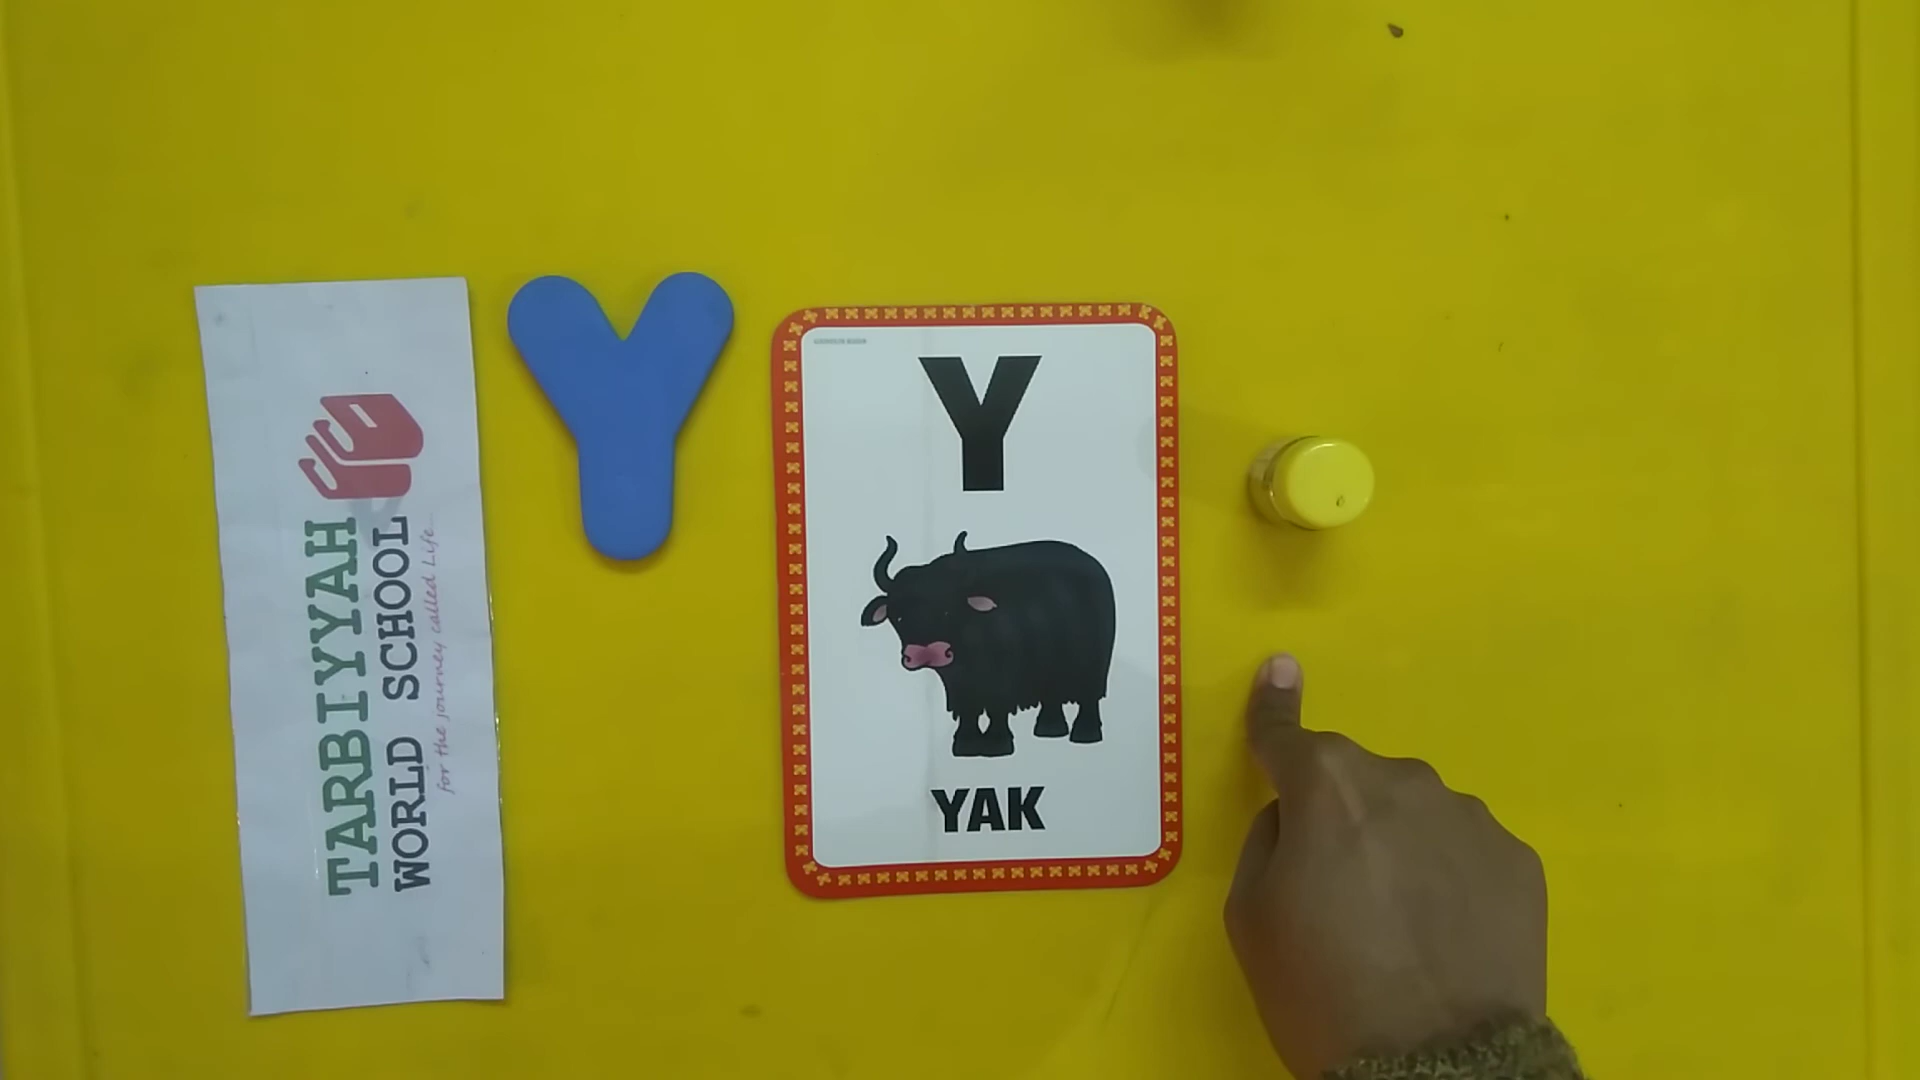 TARBIYYAH
WORLD SCHOOL
for the journey called Life...
Y
Y
YAK